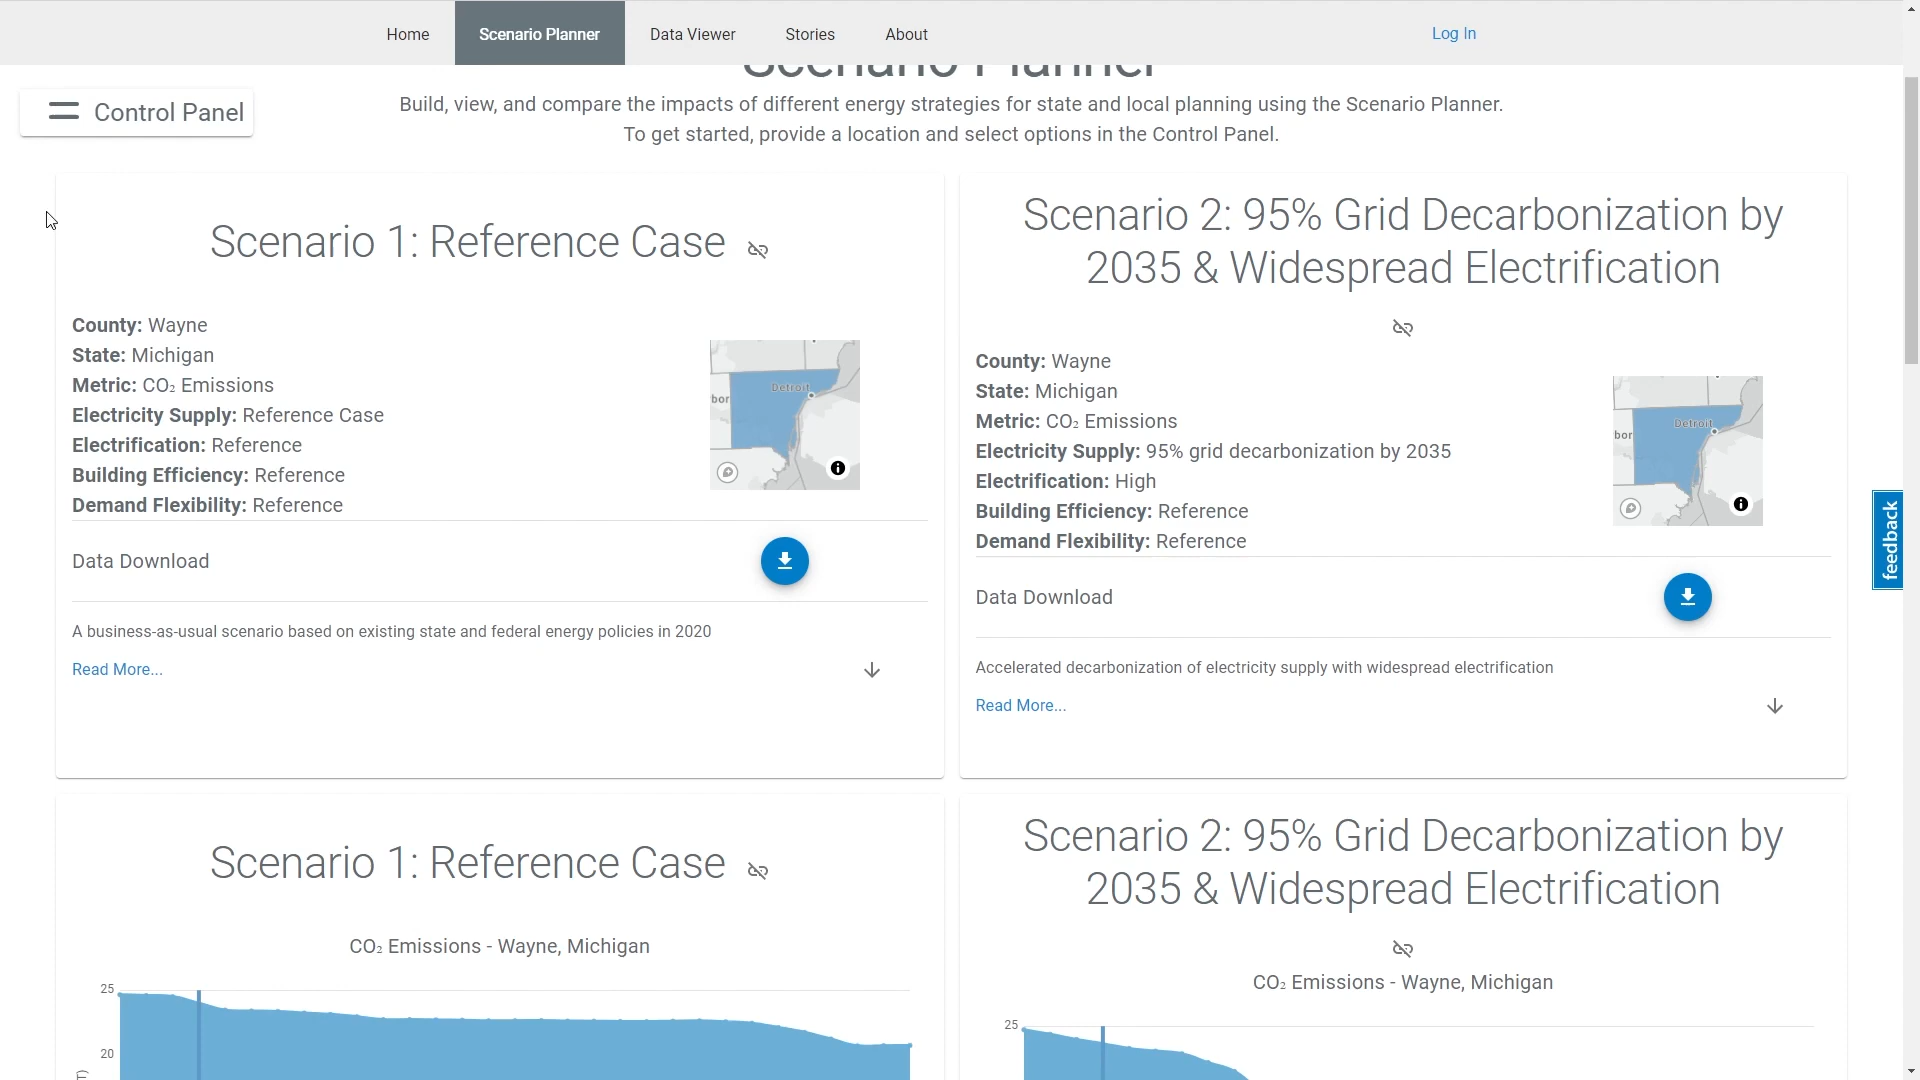 Home
Scenario Planner
Data Viewer
Stories
About
Log In
Scenario Planner
Control Panel
Build, view, and compare the impacts of different energy strategies for state and local planning using the Scenario Planner.
To get started, provide a location and select options in the Control Panel.
Scenario 1: Reference Case
County: Wayne
State: Michigan
Metric: CO₂ Emissions
Electricity Supply: Reference Case
Electrification: Reference
Building Efficiency: Reference
Demand Flexibility: Reference
Detroit
bor
Data Download
A business-as-usual scenario based on existing state and federal energy policies in 2020
Read More...
Scenario 2: 95% Grid Decarbonization by
2035 & Widespread Electrification
County: Wayne
State: Michigan
Metric: CO₂ Emissions
Electricity Supply: 95% grid decarbonization by 2035
Electrification: High
Building Efficiency: Reference
Demand Flexibility: Reference
Detroit
bor
Data Download
Accelerated decarbonization of electricity supply with widespread electrification
Read More...
feedback
Scenario 1: Reference Case
CO₂ Emissions - Wayne, Michigan
25
20
Scenario 2: 95% Grid Decarbonization by
2035 & Widespread Electrification
CO₂ Emissions - Wayne, Michigan
25